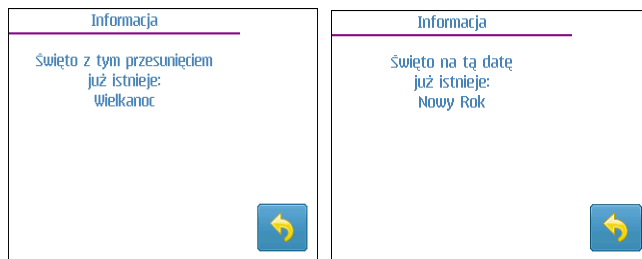 Informacja
Święto z tym przesunięciem
już istnieje:
Wielkanoc
Informacja
Święto na tą datę
już istnieje:
Nowy Rok